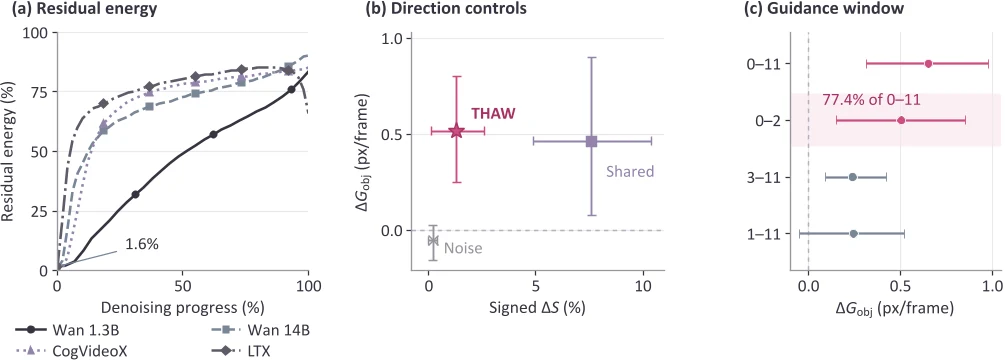 (a) Residual energy
100
75
50
25
0
Residual energy (%)
1.6%
0
50
100
Denoising progress (%)
Wan 1.3B
Wan 14B
CogVideoX
LTX
(b) Direction controls
1.0
0.5
0.0
ΔG_obj (px/frame)
THAW
Shared
Noise
0
5
10
Signed ΔS (%)
(c) Guidance window
0–11
77.4% of 0–11
0–2
3–11
1–11
0.0
0.5
1.0
ΔG_obj (px/frame)